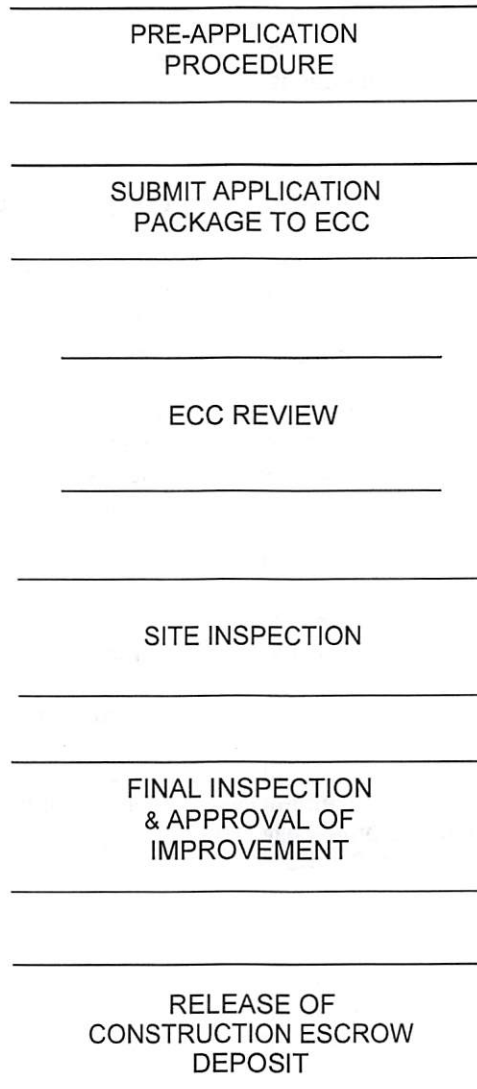 PRE-APPLICATION
PROCEDURE
SUBMIT APPLICATION
PACKAGE TO ECC
ECC REVIEW
SITE INSPECTION
FINAL INSPECTION
& APPROVAL OF
IMPROVEMENT
RELEASE OF
CONSTRUCTION ESCROW
DEPOSIT